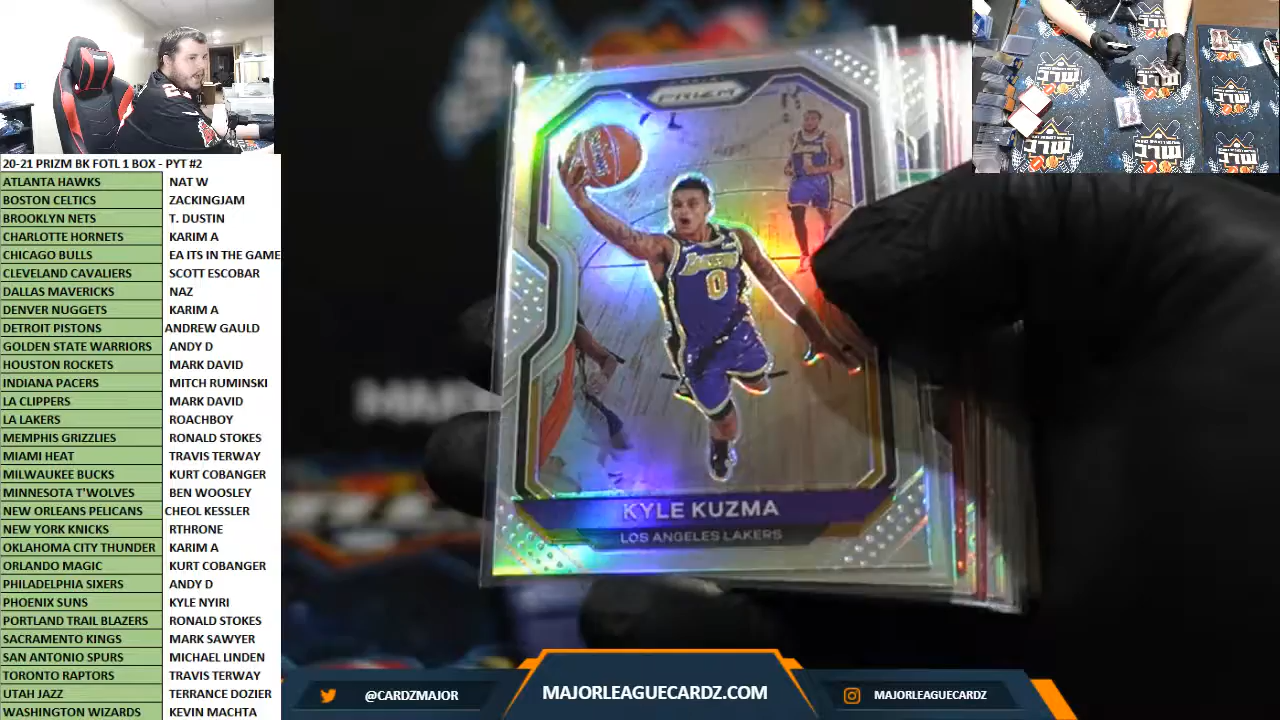 20-21 PRIZM BK FOTL 1 BOX - PYT #2
ATLANTA HAWKS NAT W
BOSTON CELTICS ZACKINGJAM
BROOKLYN NETS T. DUSTIN
CHARLOTTE HORNETS KARIM A
CHICAGO BULLS EA ITS IN THE GAME
CLEVELAND CAVALIERS SCOTT ESCOBAR
DALLAS MAVERICKS NAZ
DENVER NUGGETS KARIM A
DETROIT PISTONS ANDREW GAULD
GOLDEN STATE WARRIORS ANDY D
HOUSTON ROCKETS MARK DAVID
INDIANA PACERS MITCH RUMINSKI
LA CLIPPERS MARK DAVID
LA LAKERS ROACHBOY
MEMPHIS GRIZZLIES RONALD STOKES
MIAMI HEAT TRAVIS TERWAY
MILWAUKEE BUCKS KURT COBANGER
MINNESOTA T'WOLVES BEN WOOSLEY
NEW ORLEANS PELICANS CHEOL KESSLER
NEW YORK KNICKS RTHRONE
OKLAHOMA CITY THUNDER KARIM A
ORLANDO MAGIC KURT COBANGER
PHILADELPHIA SIXERS ANDY D
PHOENIX SUNS KYLE NYIRI
PORTLAND TRAIL BLAZERS RONALD STOKES
SACRAMENTO KINGS MARK SAWYER
SAN ANTONIO SPURS MICHAEL LINDEN
TORONTO RAPTORS TRAVIS TERWAY
UTAH JAZZ TERRANCE DOZIER
WASHINGTON WIZARDS KEVIN MACHTA
PRIZM
LAKERS
0
KYLE KUZMA
LOS ANGELES LAKERS
@CARDZMAJOR
MAJORLEAGUECARDZ.COM
MAJORLEAGUECARDZ